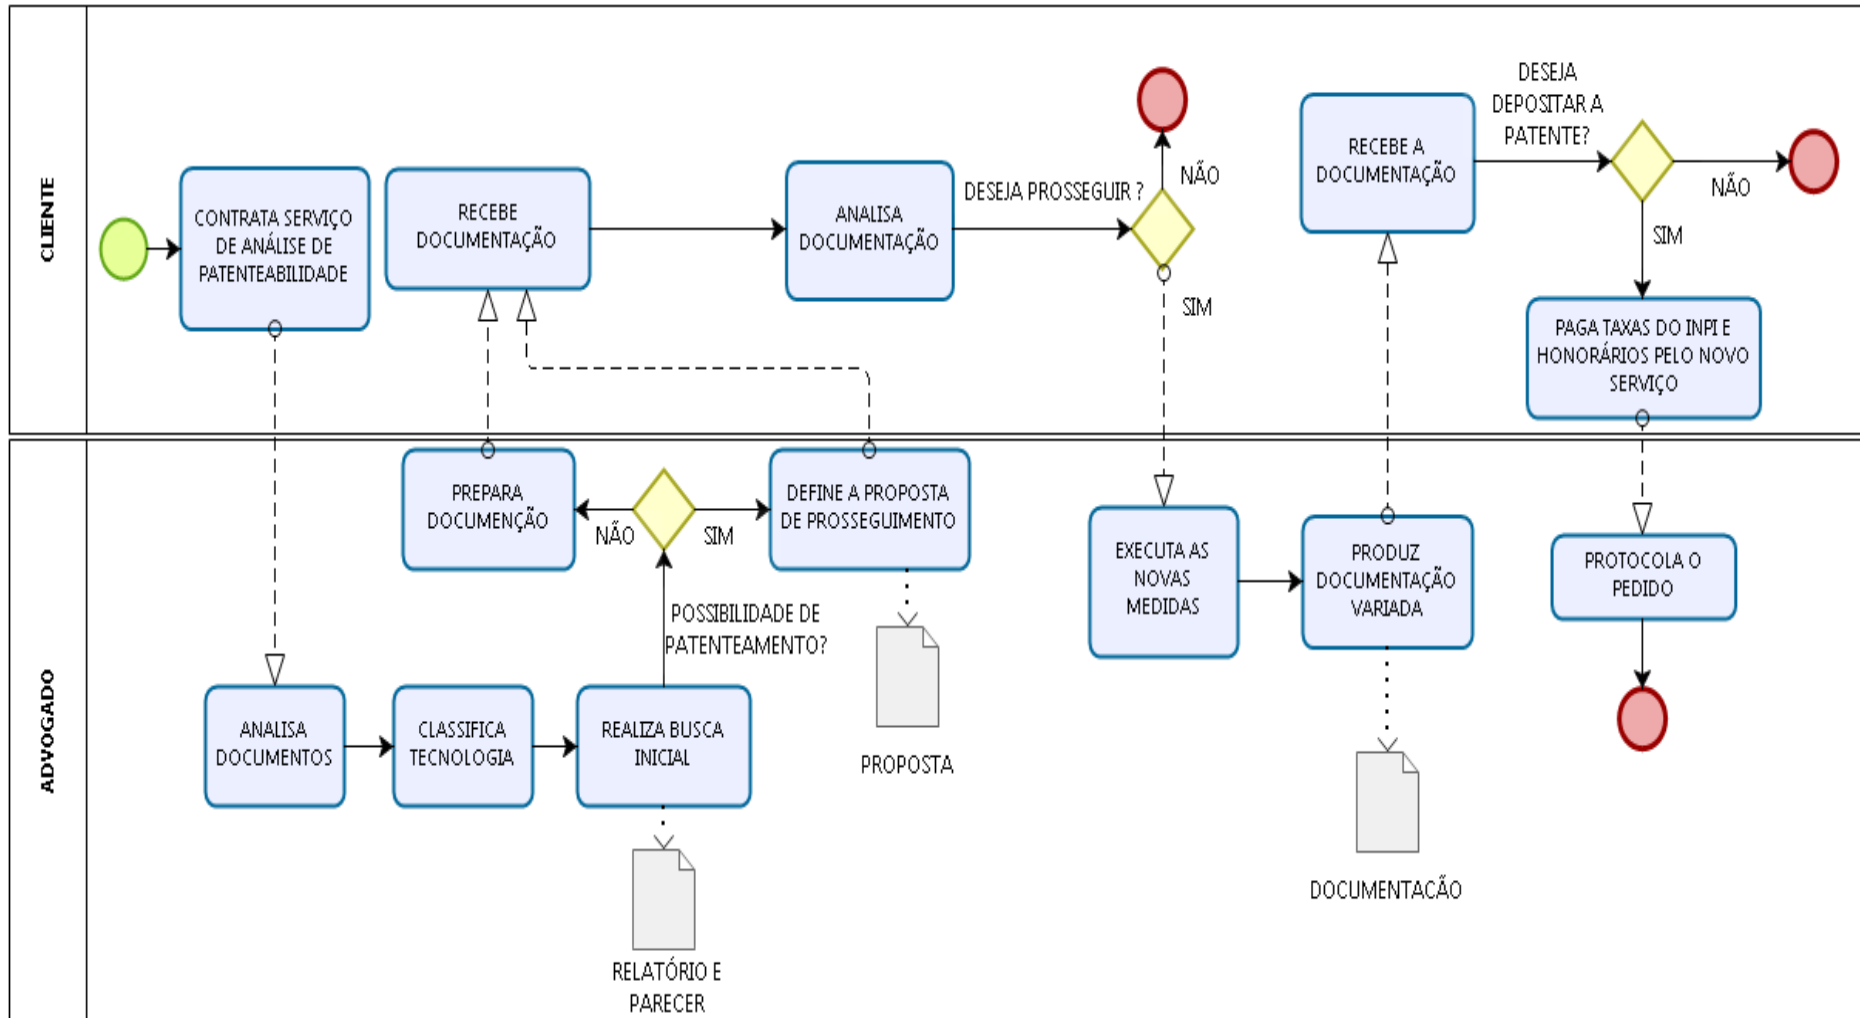 CLIENTE
CONTRATA SERVIÇO
DE ANÁLISE DE
PATENTEABILIDADE
RECEBE
DOCUMENTAÇÃO
ANALISA
DOCUMENTAÇÃO
DESEJA PROSSEGUIR ?
NÃO
SIM
RECEBE A
DOCUMENTAÇÃO
DESEJA
DEPOSITAR A
PATENTE?
NÃO
SIM
PAGA TAXAS DO INPI E
HONORÁRIOS PELO NOVO
SERVIÇO
ADVOGADO
PREPARA
DOCUMENÇÃO
NÃO
SIM
DEFINE A PROPOSTA
DE PROSSEGUIMENTO
POSSIBILIDADE DE
PATENTEAMENTO?
ANALISA
DOCUMENTOS
CLASSIFICA
TECNOLOGIA
REALIZA BUSCA
INICIAL
RELATÓRIO E
PARECER
PROPOSTA
EXECUTA AS
NOVAS
MEDIDAS
PRODUZ
DOCUMENTAÇÃO
VARIADA
DOCUMENTAÇÃO
PROTOCOLA O
PEDIDO